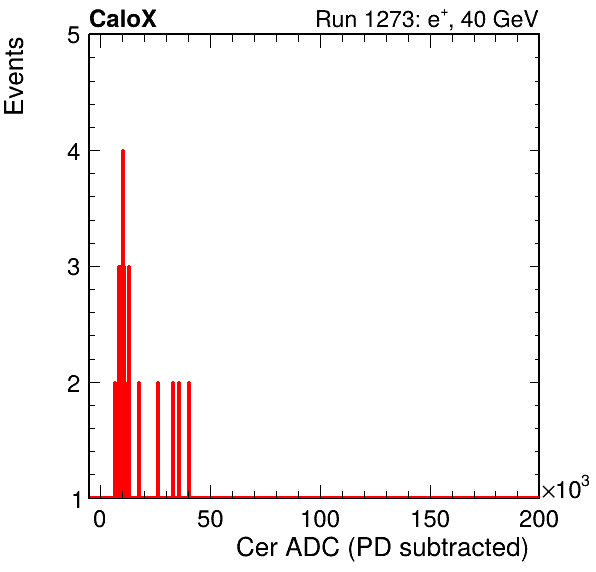 CaloX Run 1273: e⁺, 40 GeV
Events
5
4
3
2
1
0 50 100 150 200
×10³
Cer ADC (PD subtracted)